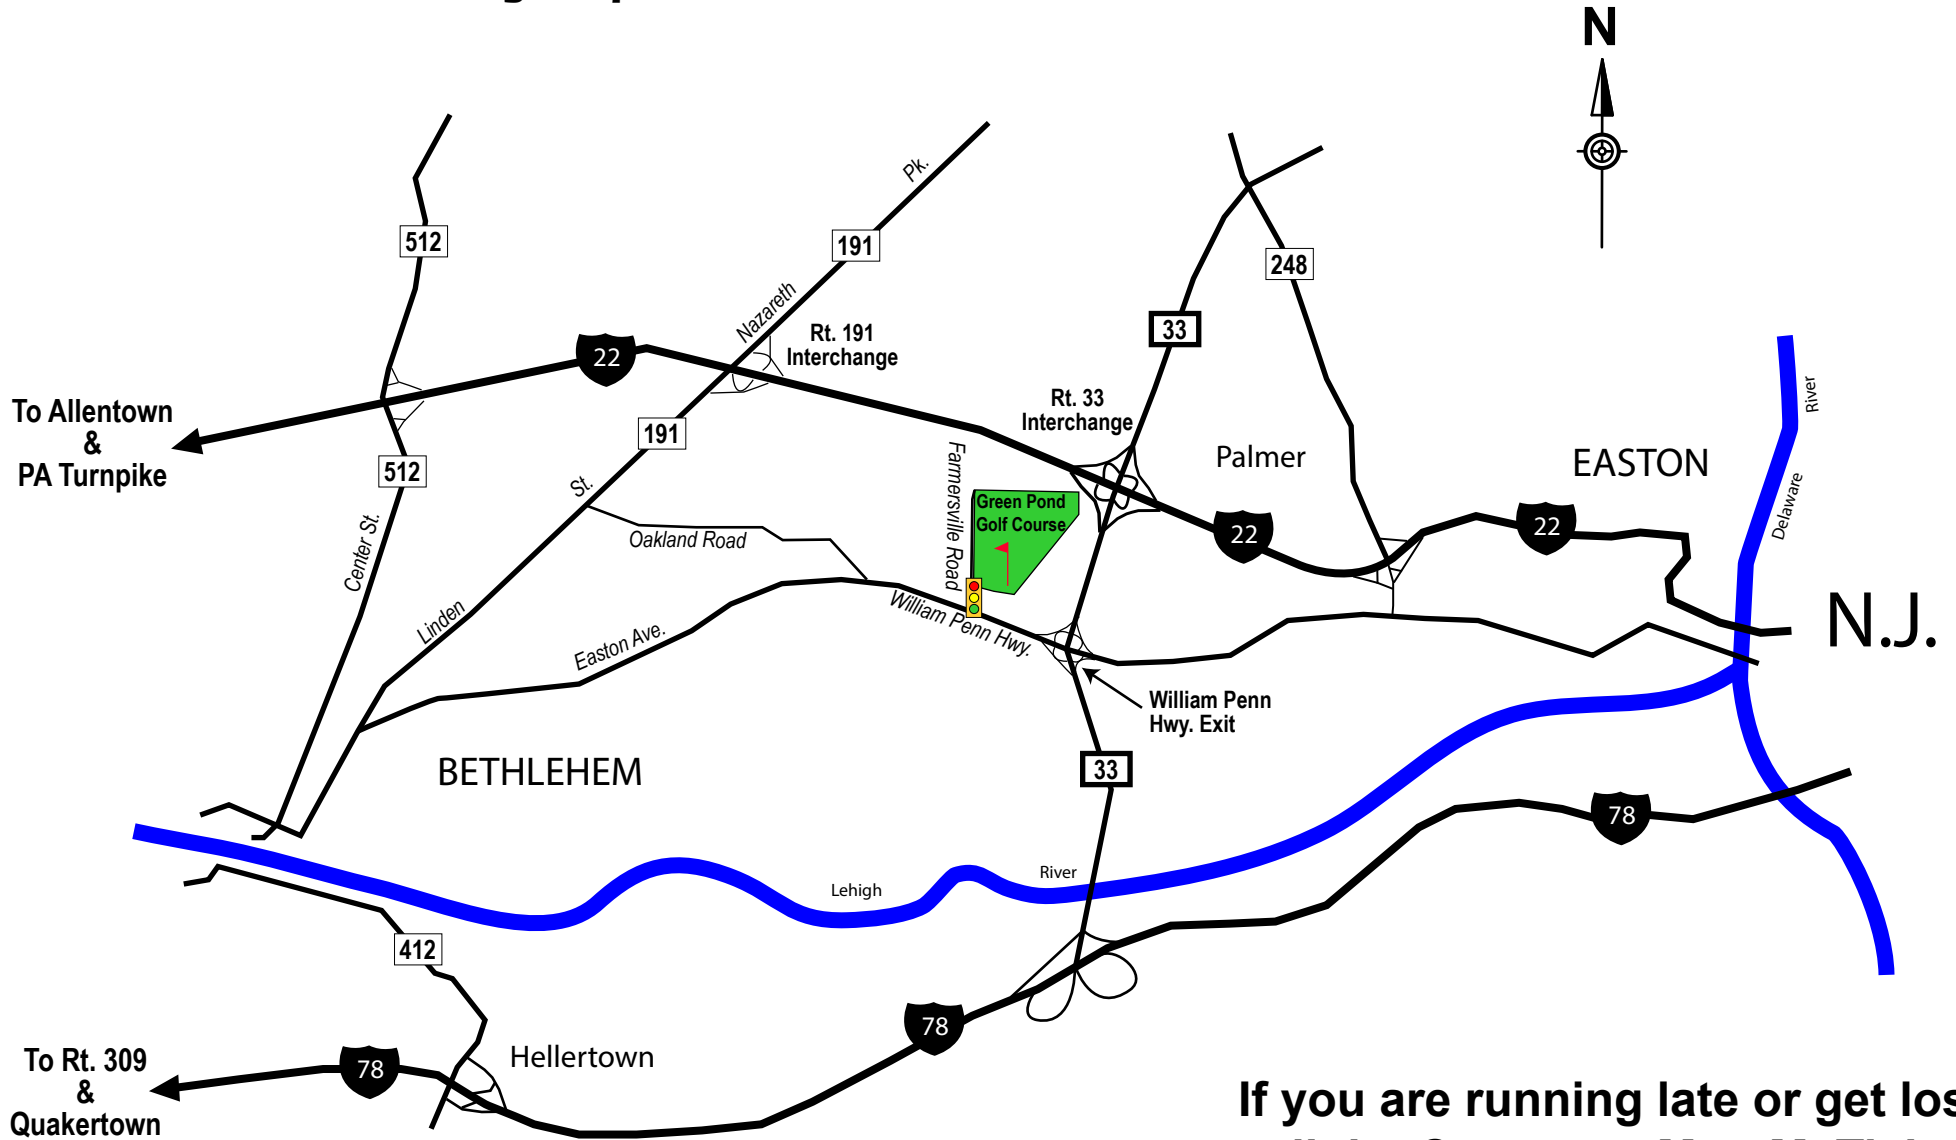 N
Pk.
512
191
248
Nazareth
33
Rt. 191
Interchange
22
River
To Allentown
&
PA Turnpike
Rt. 33
Interchange
191
Palmer
EASTON
512
St.
Farmersville Road
Green Pond
Golf Course
Delaware
22
22
Center St.
Oakland Road
Linden
Easton Ave.
William Penn Hwy.
N.J.
William Penn
Hwy. Exit
BETHLEHEM
33
78
Lehigh
River
412
78
Hellertown
To Rt. 309
&
Quakertown
78
If you are running late or get los